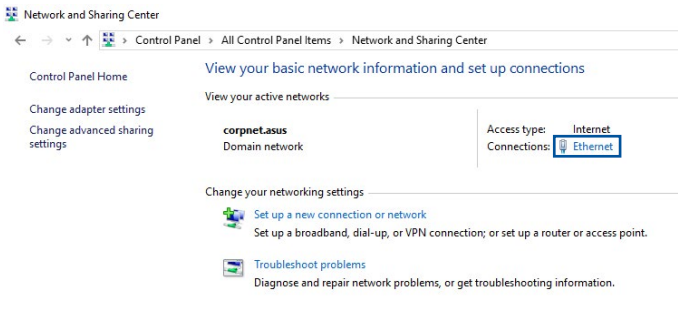 Network and Sharing Center
Control Panel > All Control Panel Items > Network and Sharing Center
Control Panel Home
Change adapter settings
Change advanced sharing
settings
View your basic network information and set up connections
View your active networks
corpnet.asus
Domain network
Access type: Internet
Connections: Ethernet
Change your networking settings
Set up a new connection or network
Set up a broadband, dial-up, or VPN connection; or set up a router or access point.
Troubleshoot problems
Diagnose and repair network problems, or get troubleshooting information.